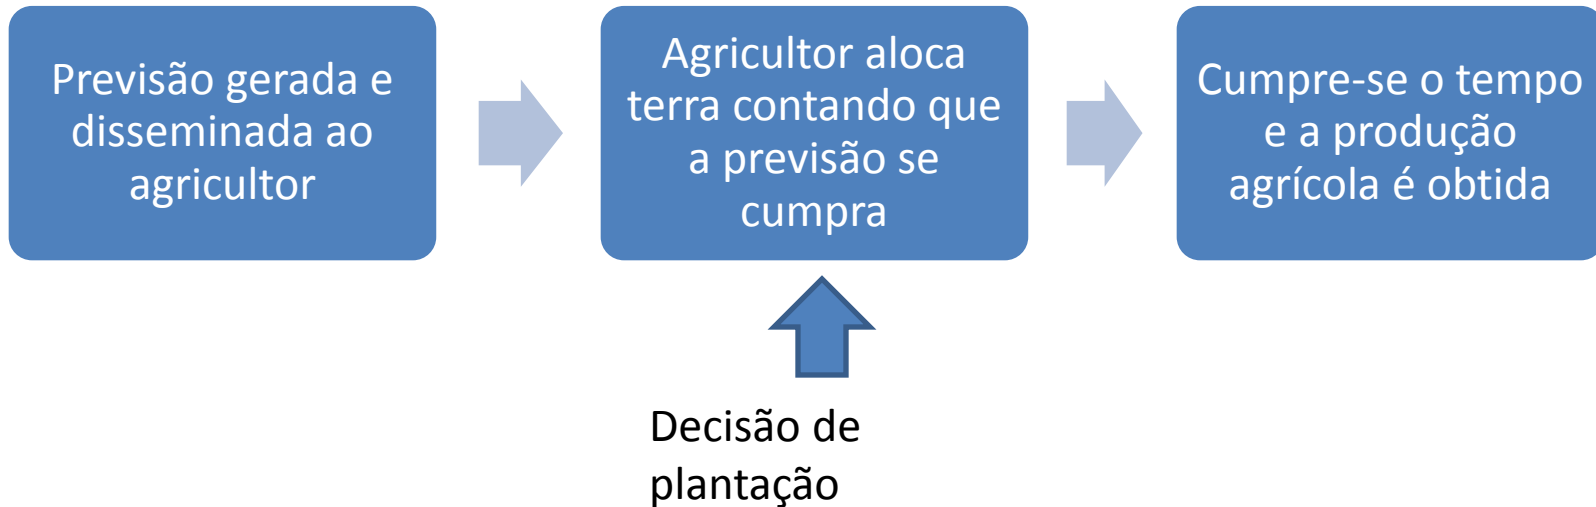 Previsão gerada e
disseminada ao
agricultor
Agricultor aloca
terra contando que
a previsão se
cumpra
Cumpre-se o tempo
e a produção
agrícola é obtida
Decisão de
plantação